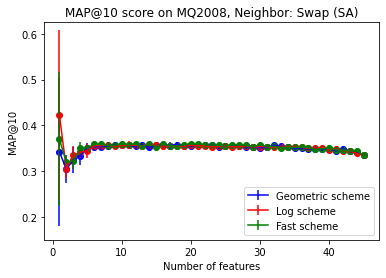 MAP@10 score on MQ2008, Neighbor: Swap (SA)
0.6
0.5
0.4
0.3
0.2
MAP@10
0
10
20
30
40
Number of features
Geometric scheme
Log scheme
Fast scheme